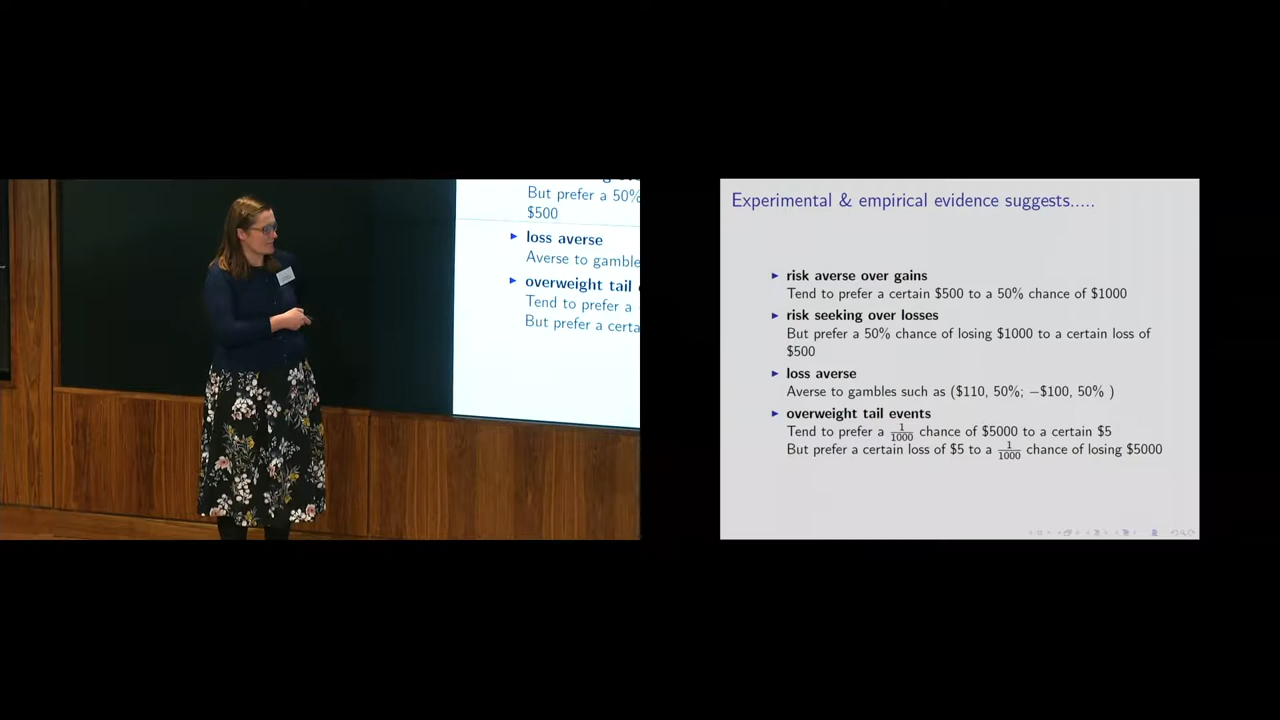 But prefer a 50%
$500
► loss averse
Averse to gamble
► overweight tail
Tend to prefer a
But prefer a certa
Experimental & empirical evidence suggests.....
► risk averse over gains
Tend to prefer a certain $500 to a 50% chance of $1000
► risk seeking over losses
But prefer a 50% chance of losing $1000 to a certain loss of
$500
► loss averse
Averse to gambles such as ($110, 50%; −$100, 50% )
► overweight tail events
Tend to prefer a 1/1000 chance of $5000 to a certain $5
But prefer a certain loss of $5 to a 1/1000 chance of losing $5000